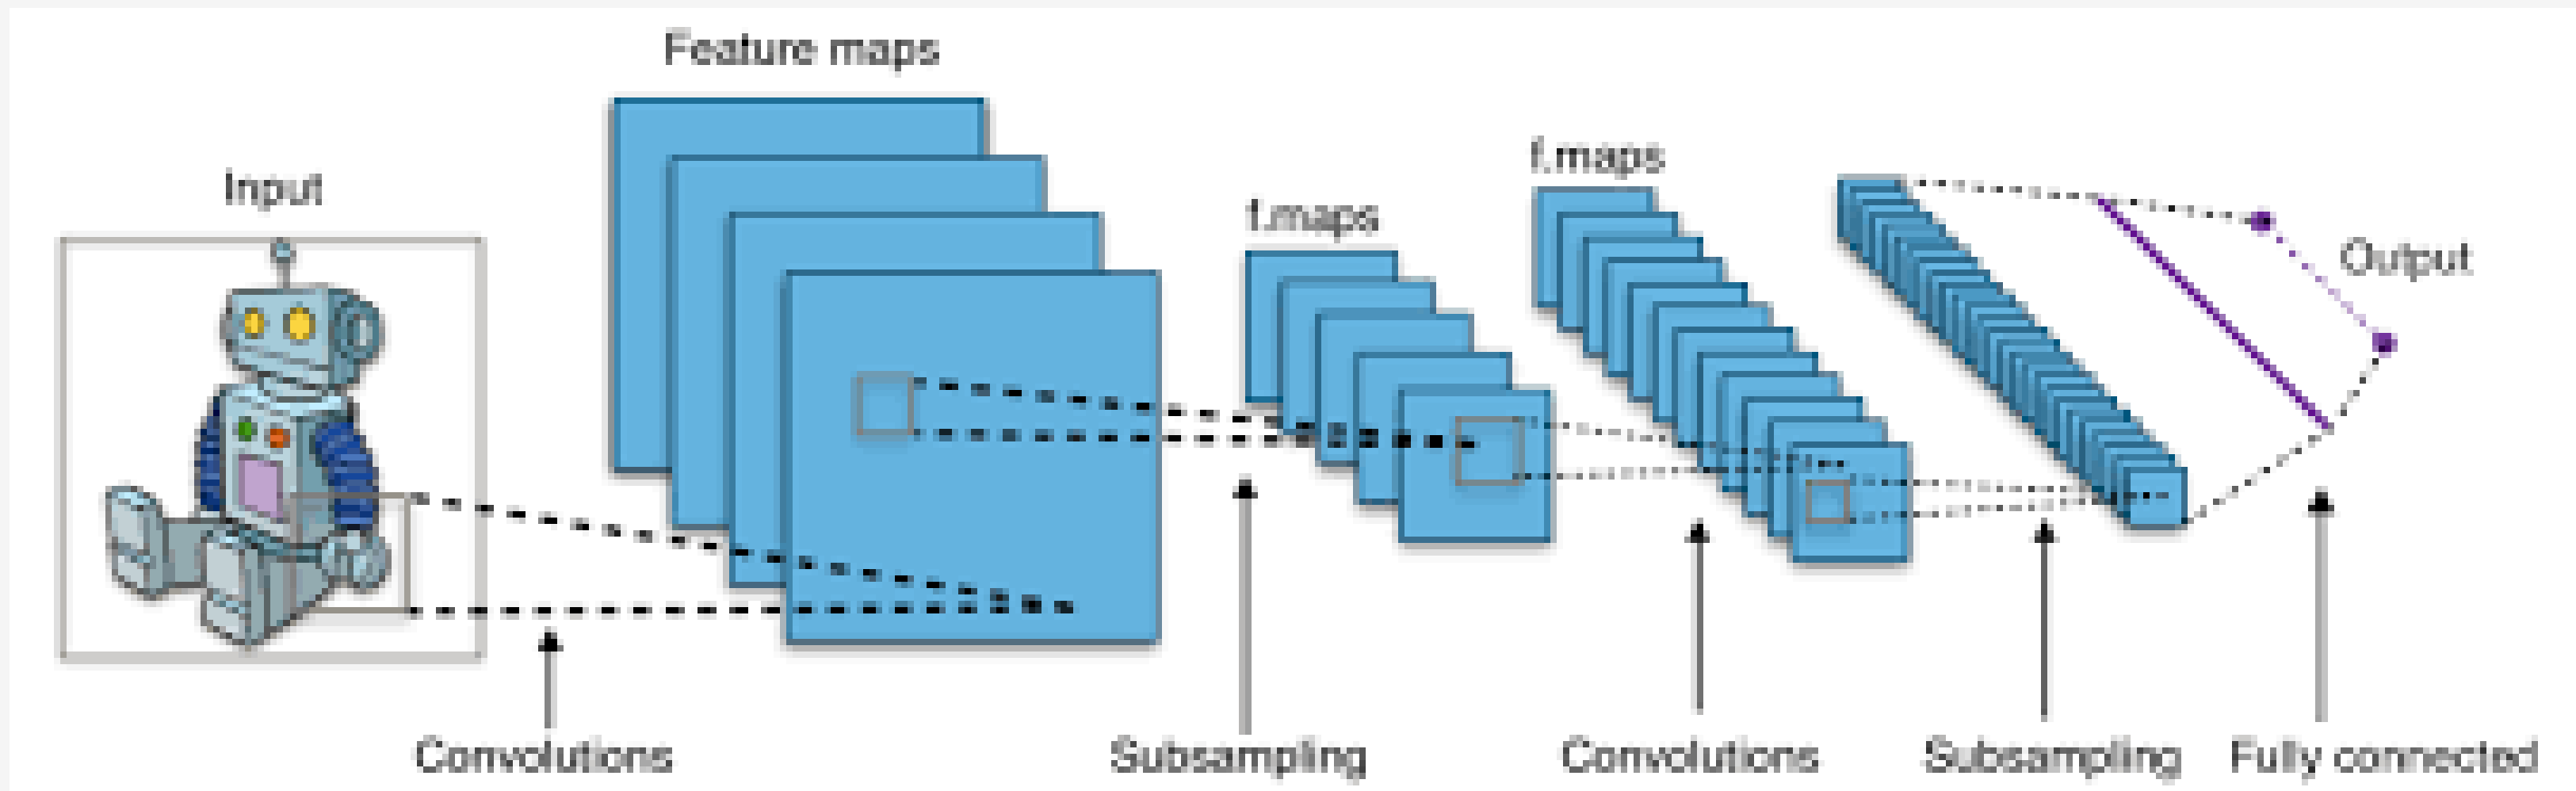 Feature maps
f.maps
Input
f.maps
Output
Convolutions
Subsampling
Convolutions
Subsampling
Fully connected